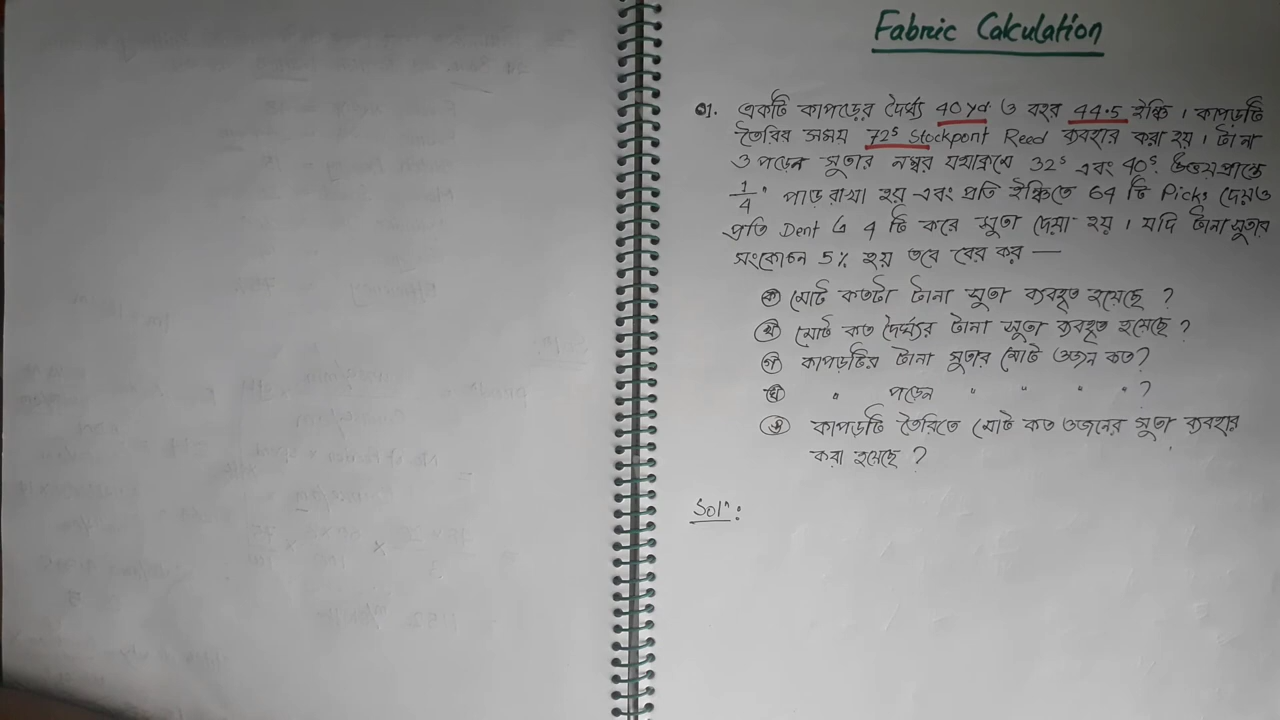 Fabric Calculation
Q1. একটি কাপড়ের দৈর্ঘ্য 40 yd ও বহর 44.5 ইঞ্চি। কাপড়টি
তৈরির সময় 72ˢ Stockport Reed ব্যবহার করা হয়। টানা
ও পড়েন সুতার নম্বর যথাক্রমে 32ˢ এবং 40ˢ. উভয়প্রান্তে
1/4" পাড় রাখা হয় এবং প্রতি ইঞ্চিতে 64 টি Picks দেয় ও
প্রতি Dent এ 4 টি করে সুতা দেয়া হয়। যদি টানা সুতার
সংকোচন 5% হয় তবে বের কর —
ক) মোট কতটা টানা সুতা ব্যবহৃত হয়েছে ?
খ) মোট কত দৈর্ঘ্যের টানা সুতা ব্যবহৃত হয়েছে ?
গ) কাপড়টির টানা সুতার মোট ওজন কত?
ঘ) " পড়েন " " " " ?
ঙ) কাপড়টি তৈরিতে মোট কত ওজনের সুতা ব্যবহার
করা হয়েছে ?
Solⁿ: